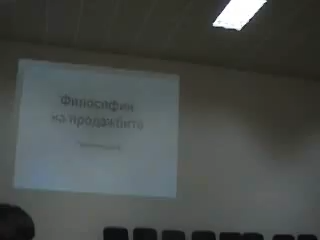 Философия
на продажбите